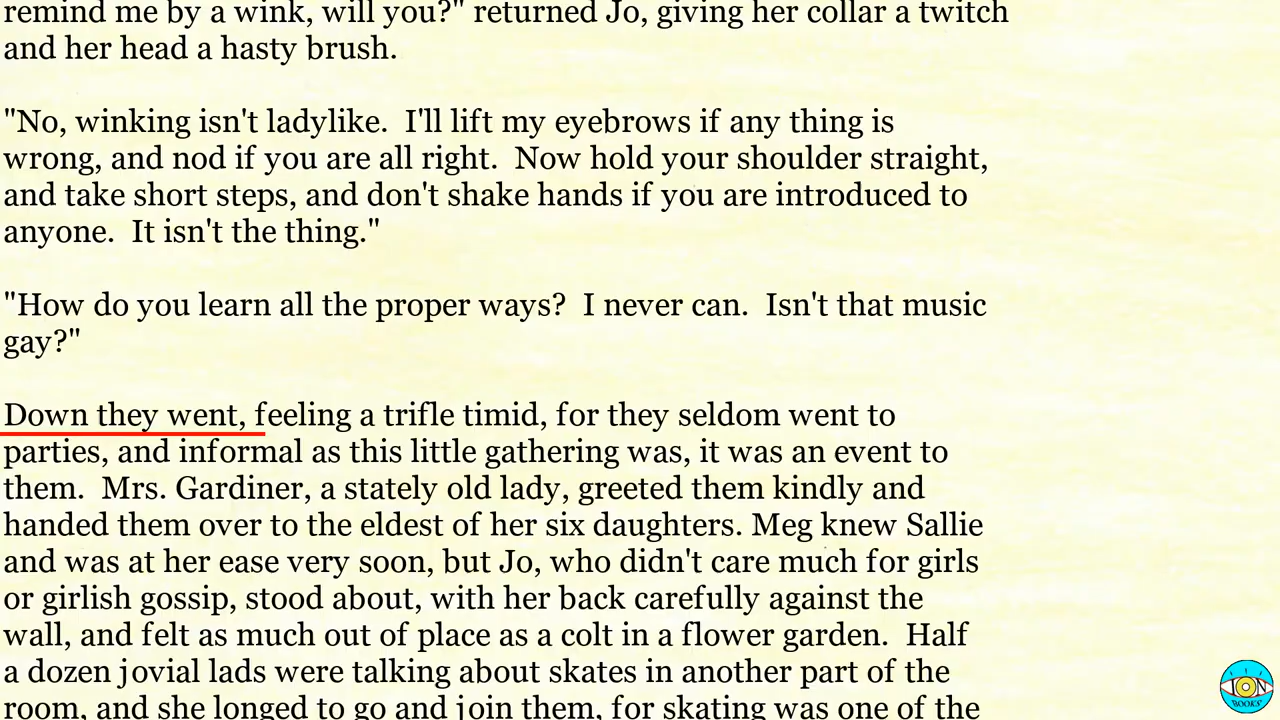 remind me by a wink, will you?" returned Jo, giving her collar a twitch
and her head a hasty brush.
"No, winking isn't ladylike.  I'll lift my eyebrows if any thing is
wrong, and nod if you are all right.  Now hold your shoulder straight,
and take short steps, and don't shake hands if you are introduced to
anyone.  It isn't the thing."
"How do you learn all the proper ways?  I never can.  Isn't that music
gay?"
Down they went, feeling a trifle timid, for they seldom went to
parties, and informal as this little gathering was, it was an event to
them.  Mrs. Gardiner, a stately old lady, greeted them kindly and
handed them over to the eldest of her six daughters. Meg knew Sallie
and was at her ease very soon, but Jo, who didn't care much for girls
or girlish gossip, stood about, with her back carefully against the
wall, and felt as much out of place as a colt in a flower garden.  Half
a dozen jovial lads were talking about skates in another part of the
room, and she longed to go and join them, for skating was one of the
ION
BOOKS